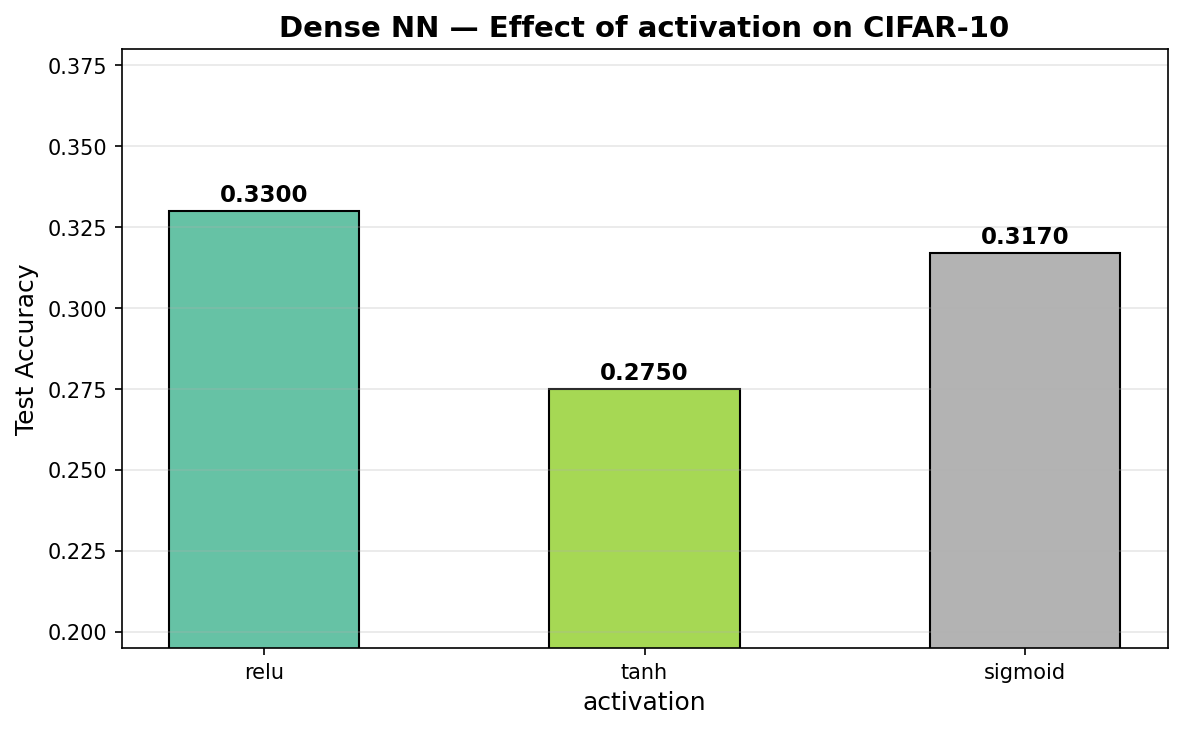 Dense NN — Effect of activation on CIFAR-10
0.375
0.350
0.325
0.300
0.275
0.250
0.225
0.200
Test Accuracy
0.3300
0.2750
0.3170
relu
tanh
sigmoid
activation